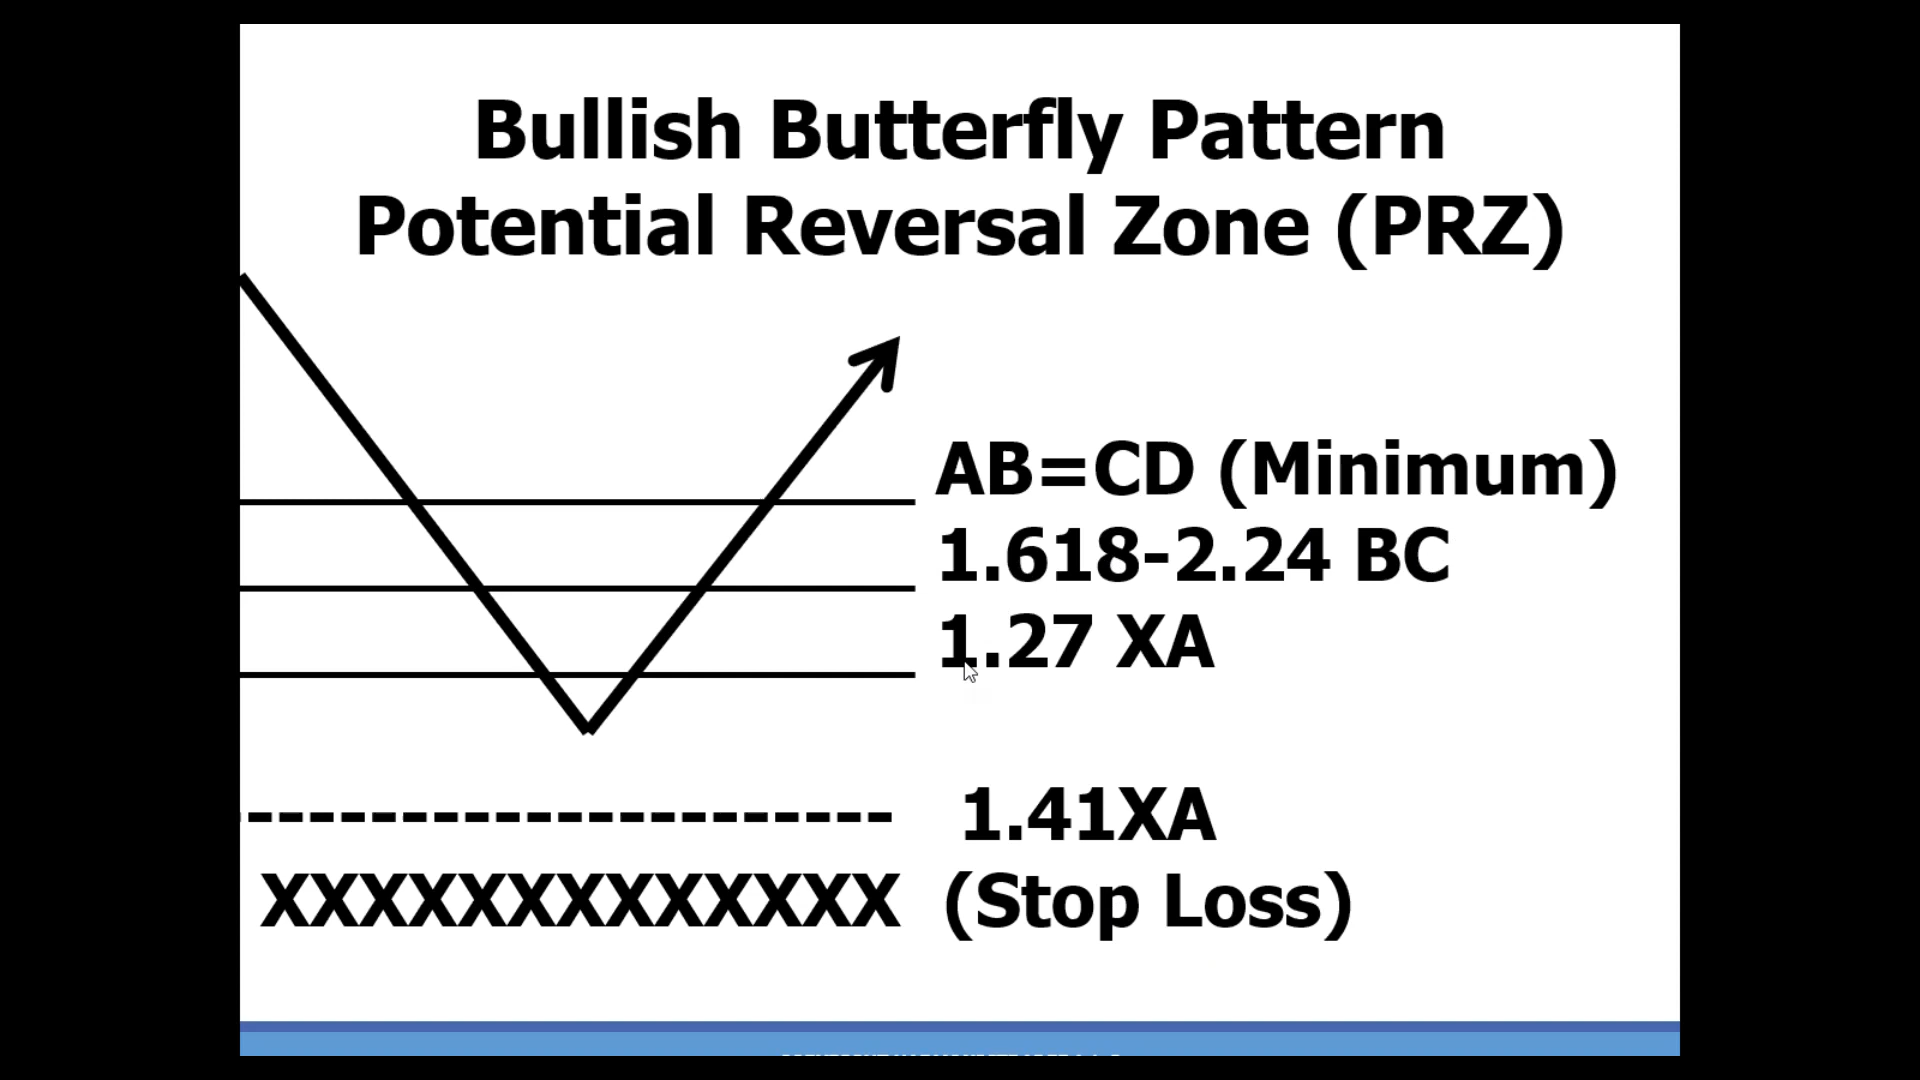 Bullish Butterfly Pattern
Potential Reversal Zone (PRZ)
AB=CD (Minimum)
1.618-2.24 BC
1.27 XA
1.41XA
XXXXXXXXXXXXX (Stop Loss)